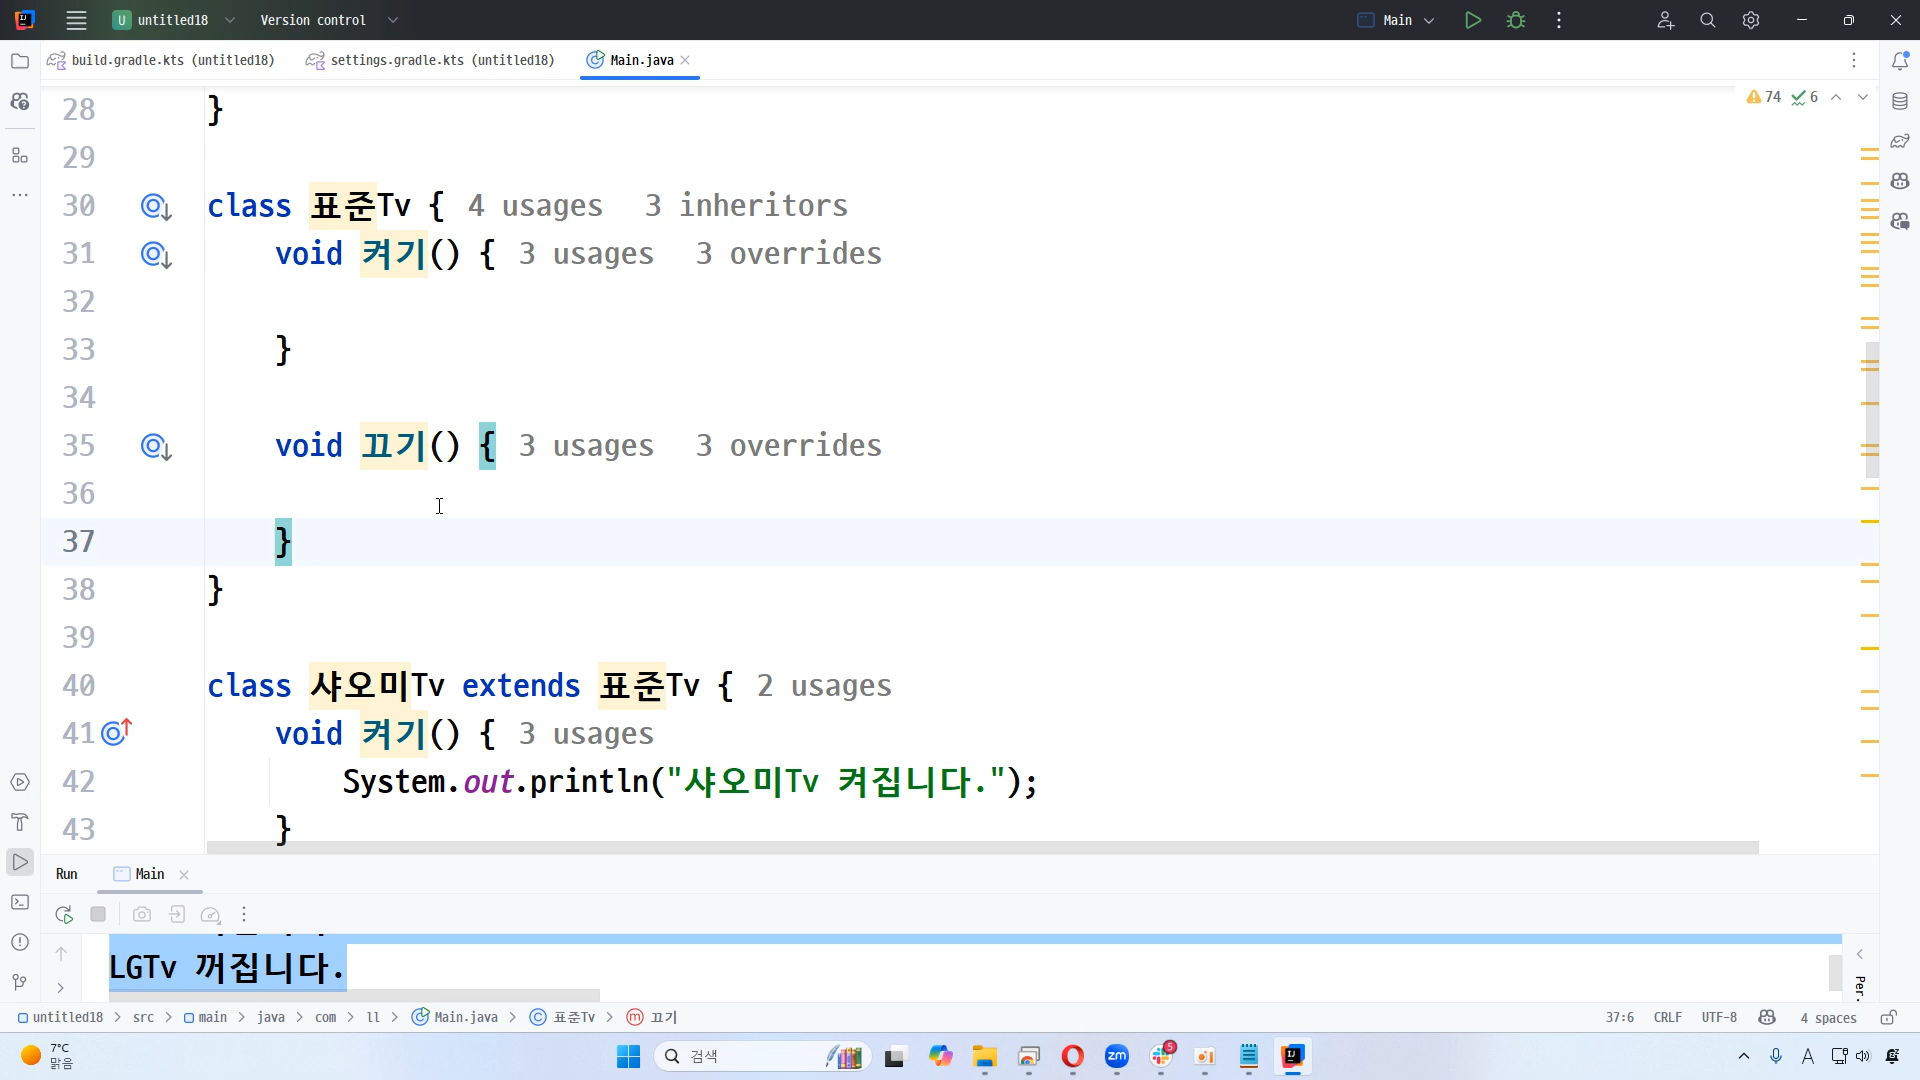 U untitled18 Version control Main
build.gradle.kts (untitled18) settings.gradle.kts (untitled18) Main.java
74 6
28 }
29
30 class 표준Tv { 4 usages 3 inheritors
31 void 켜기() { 3 usages 3 overrides
32
33 }
34
35 void 끄기() { 3 usages 3 overrides
36
37 }
38 }
39
40 class 샤오미Tv extends 표준Tv { 2 usages
41 void 켜기() { 3 usages
42 System.out.println("샤오미Tv 켜집니다.");
43 }
Run Main
LGTv 꺼집니다.
Per.
untitled18 > src > main > java > com > ll > Main.java > 표준Tv > 끄기 37:6 CRLF UTF-8 4 spaces
7°C
맑음
검색
zm
5
A